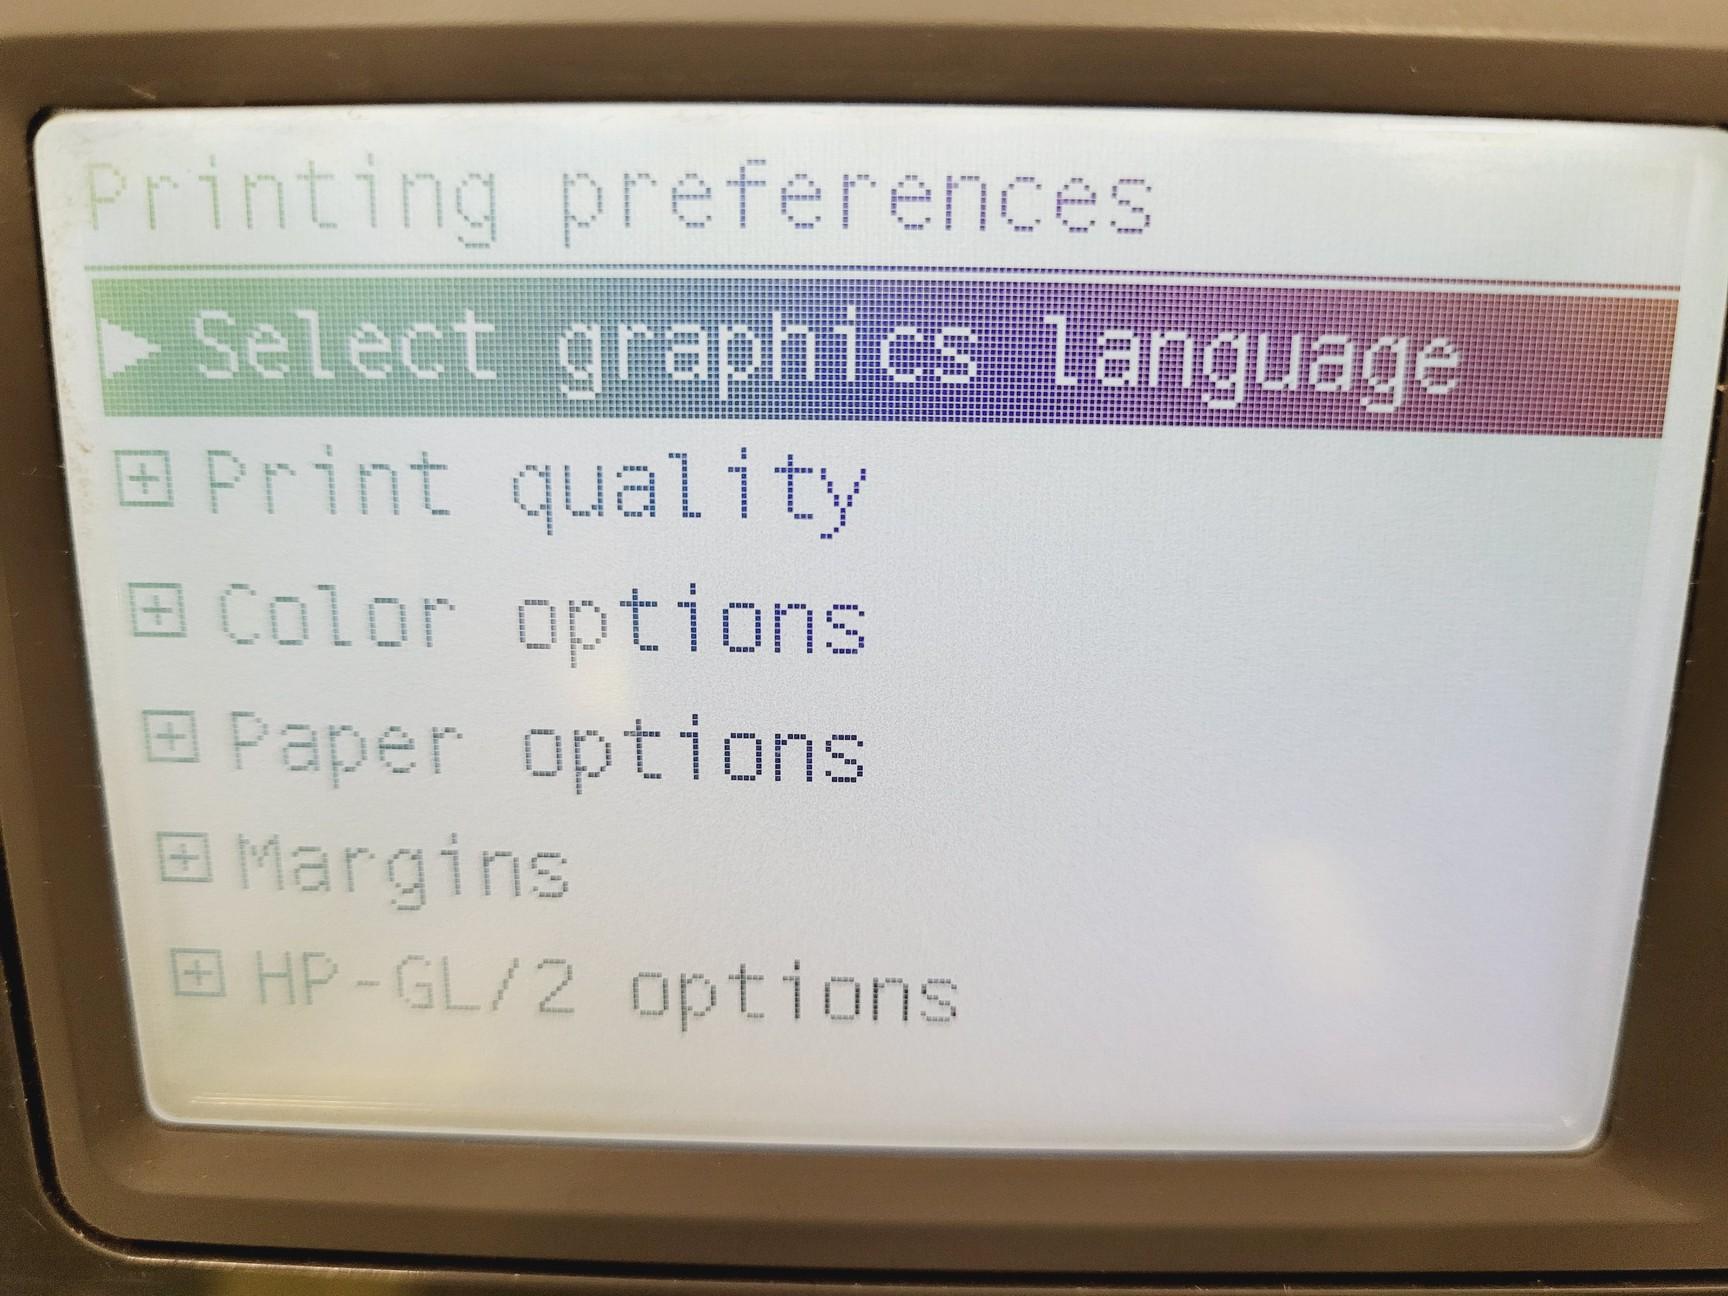 Printing preferences
Select graphics language
Print quality
Color options
Paper options
Margins
HP-GL/2 options